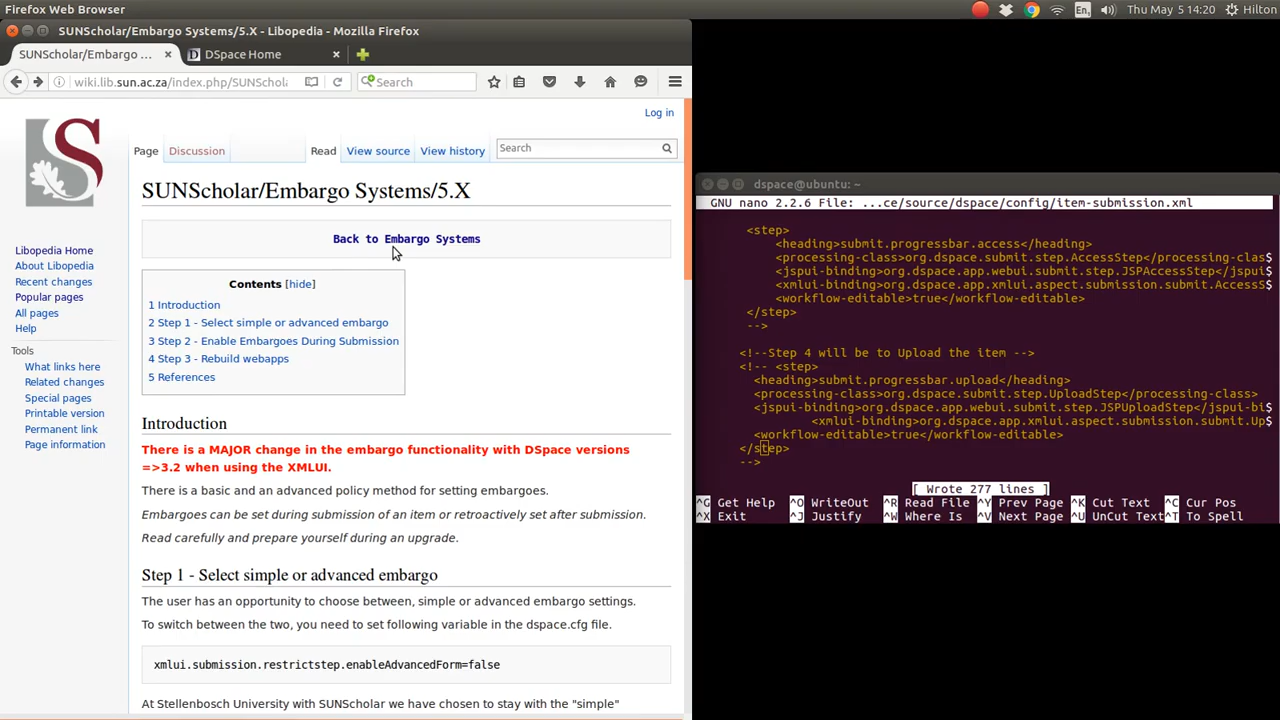 Firefox Web Browser
En
Thu May 5 14:20
Hilton
SUNScholar/Embargo Systems/5.X - Libopedia - Mozilla Firefox
SUNScholar/Embargo ...
DSpace Home
wiki.lib.sun.ac.za/index.php/SUNSchola
Search
Log in
Page
Discussion
Read
View source
View history
Search
SUNScholar/Embargo Systems/5.X
Back to Embargo Systems
Libopedia Home
About Libopedia
Recent changes
Popular pages
All pages
Help
Tools
What links here
Related changes
Special pages
Printable version
Permanent link
Page information
Contents [hide]
1 Introduction
2 Step 1 - Select simple or advanced embargo
3 Step 2 - Enable Embargoes During Submission
4 Step 3 - Rebuild webapps
5 References
Introduction
There is a MAJOR change in the embargo functionality with DSpace versions
=>3.2 when using the XMLUI.
There is a basic and an advanced policy method for setting embargoes.
Embargoes can be set during submission of an item or retroactively set after submission.
Read carefully and prepare yourself during an upgrade.
Step 1 - Select simple or advanced embargo
The user has an opportunity to choose between, simple or advanced embargo settings.
To switch between the two, you need to set following variable in the dspace.cfg file.
xmlui.submission.restrictstep.enableAdvancedForm=false
At Stellenbosch University with SUNScholar we have chosen to stay with the "simple"
dspace@ubuntu: ~
GNU nano 2.2.6 File: ...ce/source/dspace/config/item-submission.xml
<step>
<heading>submit.progressbar.access</heading>
<processing-class>org.dspace.submit.step.AccessStep</processing-clas$
<jspui-binding>org.dspace.app.webui.submit.step.JSPAccessStep</jspui$
<xmlui-binding>org.dspace.app.xmlui.aspect.submission.submit.AccessS$
<workflow-editable>true</workflow-editable>
</step>
-->
<!--Step 4 will be to Upload the item -->
<!-- <step>
<heading>submit.progressbar.upload</heading>
<processing-class>org.dspace.submit.step.UploadStep</processing-class>
<jspui-binding>org.dspace.app.webui.submit.step.JSPUploadStep</jspui-bi$
<xmlui-binding>org.dspace.app.xmlui.aspect.submission.submit.Up$
<workflow-editable>true</workflow-editable>
</step>
-->
[ Wrote 277 lines ]
^G Get Help ^O WriteOut ^R Read File ^Y Prev Page ^K Cut Text ^C Cur Pos
^X Exit ^J Justify ^W Where Is ^V Next Page ^U UnCut Text ^T To Spell